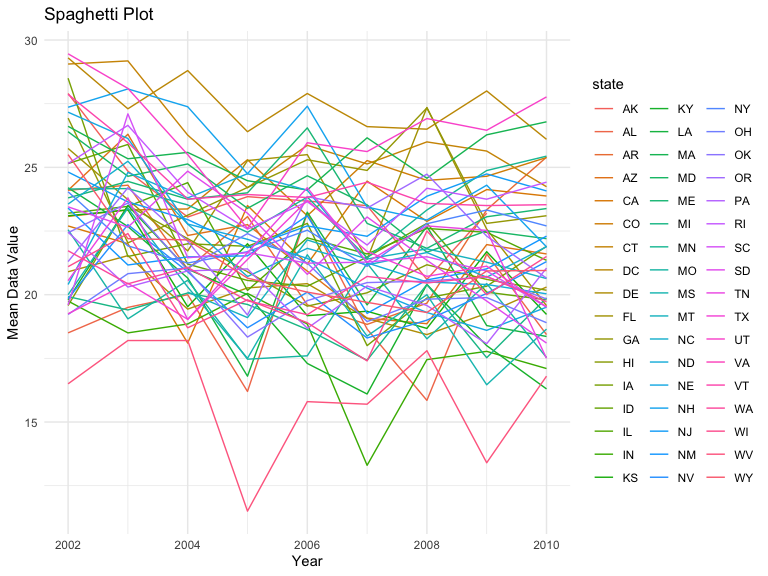 Spaghetti Plot
30
25
20
15
Mean Data Value
2002 2004 2006 2008 2010
Year
state
AK KY NY
AL LA OH
AR MA OK
AZ MD OR
CA ME PA
CO MI RI
CT MN SC
DC MO SD
DE MS TN
FL MT TX
GA NC UT
HI ND VA
IA NE VT
ID NH WA
IL NJ WI
IN NM WV
KS NV WY